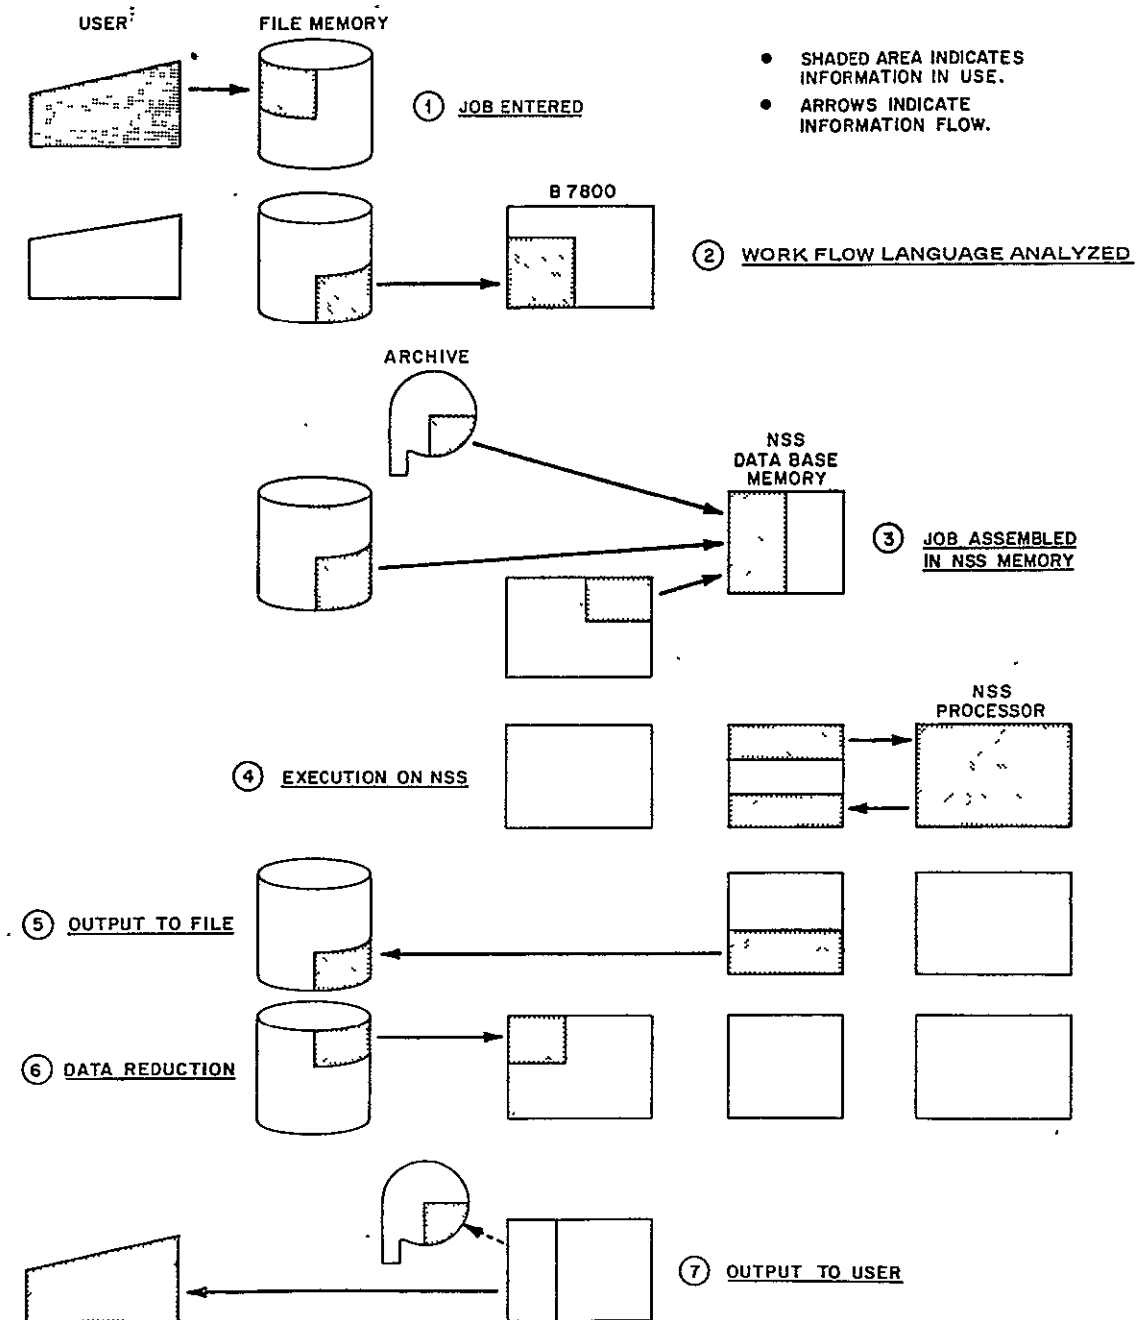 USER
FILE MEMORY
● SHADED AREA INDICATES
INFORMATION IN USE.
● ARROWS INDICATE
INFORMATION FLOW.
1 JOB ENTERED
B 7800
2 WORK FLOW LANGUAGE ANALYZED
ARCHIVE
NSS
DATA BASE
MEMORY
3 JOB ASSEMBLED
IN NSS MEMORY
NSS
PROCESSOR
4 EXECUTION ON NSS
5 OUTPUT TO FILE
6 DATA REDUCTION
7 OUTPUT TO USER